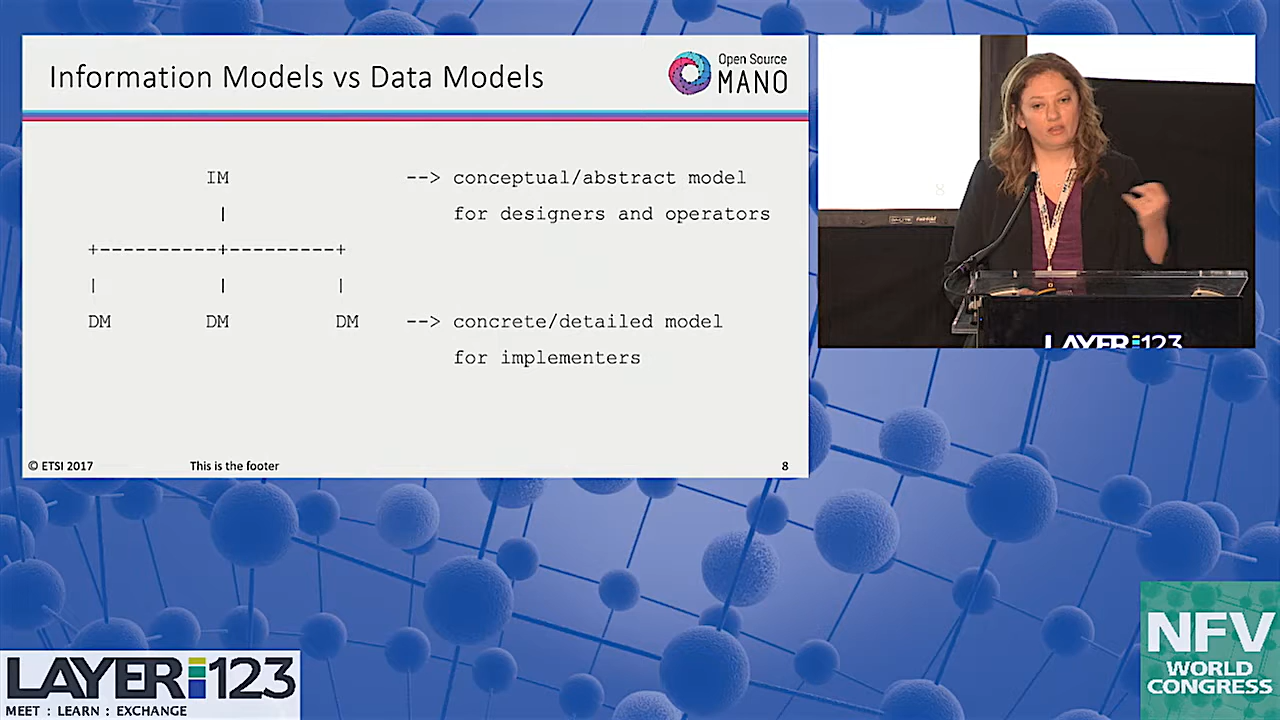 Information Models vs Data Models
Open Source
MANO
IM --> conceptual/abstract model
| for designers and operators
+----------+---------+
| | |
DM DM DM --> concrete/detailed model
for implementers
© ETSI 2017 This is the footer 8
LAYER123
LAYER123
MEET : LEARN : EXCHANGE
NFV
WORLD
CONGRESS